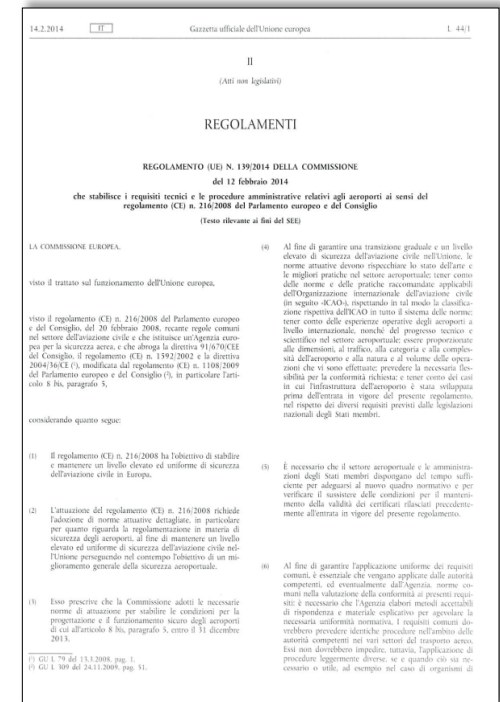 14.2.2014
IT
Gazzetta ufficiale dell'Unione europea
L 44/1
II
(Atti non legislativi)
REGOLAMENTI
REGOLAMENTO (UE) N. 139/2014 DELLA COMMISSIONE
del 12 febbraio 2014
che stabilisce i requisiti tecnici e le procedure amministrative relativi agli aeroporti ai sensi del
regolamento (CE) n. 216/2008 del Parlamento europeo e del Consiglio
(Testo rilevante ai fini del SEE)
LA COMMISSIONE EUROPEA,
visto il trattato sul funzionamento dell'Unione europea,
visto il regolamento (CE) n. 216/2008 del Parlamento europeo
e del Consiglio, del 20 febbraio 2008, recante regole comuni
nel settore dell'aviazione civile e che istituisce un'Agenzia euro-
pea per la sicurezza aerea, e che abroga la direttiva 91/670/CEE
del Consiglio, il regolamento (CE) n. 1592/2002 e la direttiva
2004/36/CE (¹), modificata dal regolamento (CE) n. 1108/2009
del Parlamento europeo e del Consiglio (²), in particolare l'arti-
colo 8 bis, paragrafo 5,
considerando quanto segue:
(1) Il regolamento (CE) n. 216/2008 ha l'obiettivo di stabilire
e mantenere un livello elevato ed uniforme di sicurezza
dell'aviazione civile in Europa.
(2) L'attuazione del regolamento (CE) n. 216/2008 richiede
l'adozione di norme attuative dettagliate, in particolare
per quanto riguarda la regolamentazione in materia di
sicurezza degli aeroporti, al fine di mantenere un livello
elevato ed uniforme di sicurezza dell'aviazione civile nel-
l'Unione perseguendo nel contempo l'obiettivo di un mi-
glioramento generale della sicurezza aeroportuale.
(3) Esso prescrive che la Commissione adotti le necessarie
norme di attuazione per stabilire le condizioni per la
progettazione e il funzionamento sicuro degli aeroporti
di cui all'articolo 8 bis, paragrafo 5, entro il 31 dicembre
2013.
(¹) GU L 79 del 13.3.2008, pag. 1.
(²) GU L 309 del 24.11.2009, pag. 51.
(4) Al fine di garantire una transizione graduale e un livello
elevato di sicurezza dell'aviazione civile nell'Unione, le
norme attuative devono rispecchiare lo stato dell'arte e
le migliori pratiche nel settore aeroportuale; tener conto
delle norme e delle pratiche raccomandate applicabili
dell'Organizzazione internazionale dell'aviazione civile
(in seguito «ICAO»), rispettando in tal modo la classifica-
zione rispettiva dell'ICAO in tutto il sistema delle norme;
tener conto delle esperienze operative degli aeroporti a
livello internazionale, nonché del progresso tecnico e
scientifico nel settore aeroportuale; essere proporzionate
alle dimensioni, al traffico, alla categoria e alla comples-
sità dell'aeroporto e alla natura e al volume delle opera-
zioni che vi sono effettuate; prevedere la necessaria fles-
sibilità per la conformità richiesta; e tener conto dei casi
in cui l'infrastruttura dell'aeroporto è stata sviluppata
prima dell'entrata in vigore del presente regolamento,
nel rispetto dei diversi requisiti previsti dalle legislazioni
nazionali degli Stati membri.
(5) È necessario che il settore aeroportuale e le amministra-
zioni degli Stati membri dispongano del tempo suffi-
ciente per adeguarsi al nuovo quadro normativo e per
verificare il sussistere delle condizioni per il manteni-
mento della validità dei certificati rilasciati precedente-
mente all'entrata in vigore del presente regolamento.
(6) Al fine di garantire l'applicazione uniforme dei requisiti
comuni, è essenziale che vengano applicate dalle autorità
competenti, ed eventualmente dall'Agenzia, norme co-
muni nella valutazione della conformità ai presenti requi-
siti; è necessario che l'Agenzia elabori metodi accettabili
di rispondenza e materiale esplicativo per agevolare la
necessaria uniformità normativa. I requisiti comuni do-
vrebbero prevedere identiche procedure nell'ambito delle
autorità competenti nei vari settori del trasporto aereo.
Essi non dovrebbero impedire, tuttavia, l'applicazione di
procedure leggermente diverse, se e quando ciò sia ne-
cessario o utile, ad esempio nel caso di organismi di